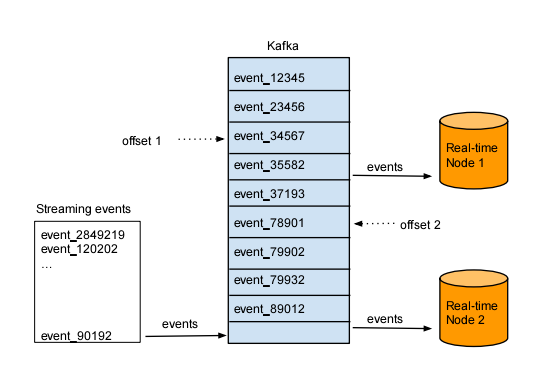 Kafka
event_12345
event_23456
event_34567
event_35582
event_37193
event_78901
event_79902
event_79932
event_89012
offset 1
offset 2
Streaming events
event_2849219
event_120202
...
event_90192
events
events
Real-time
Node 1
events
Real-time
Node 2